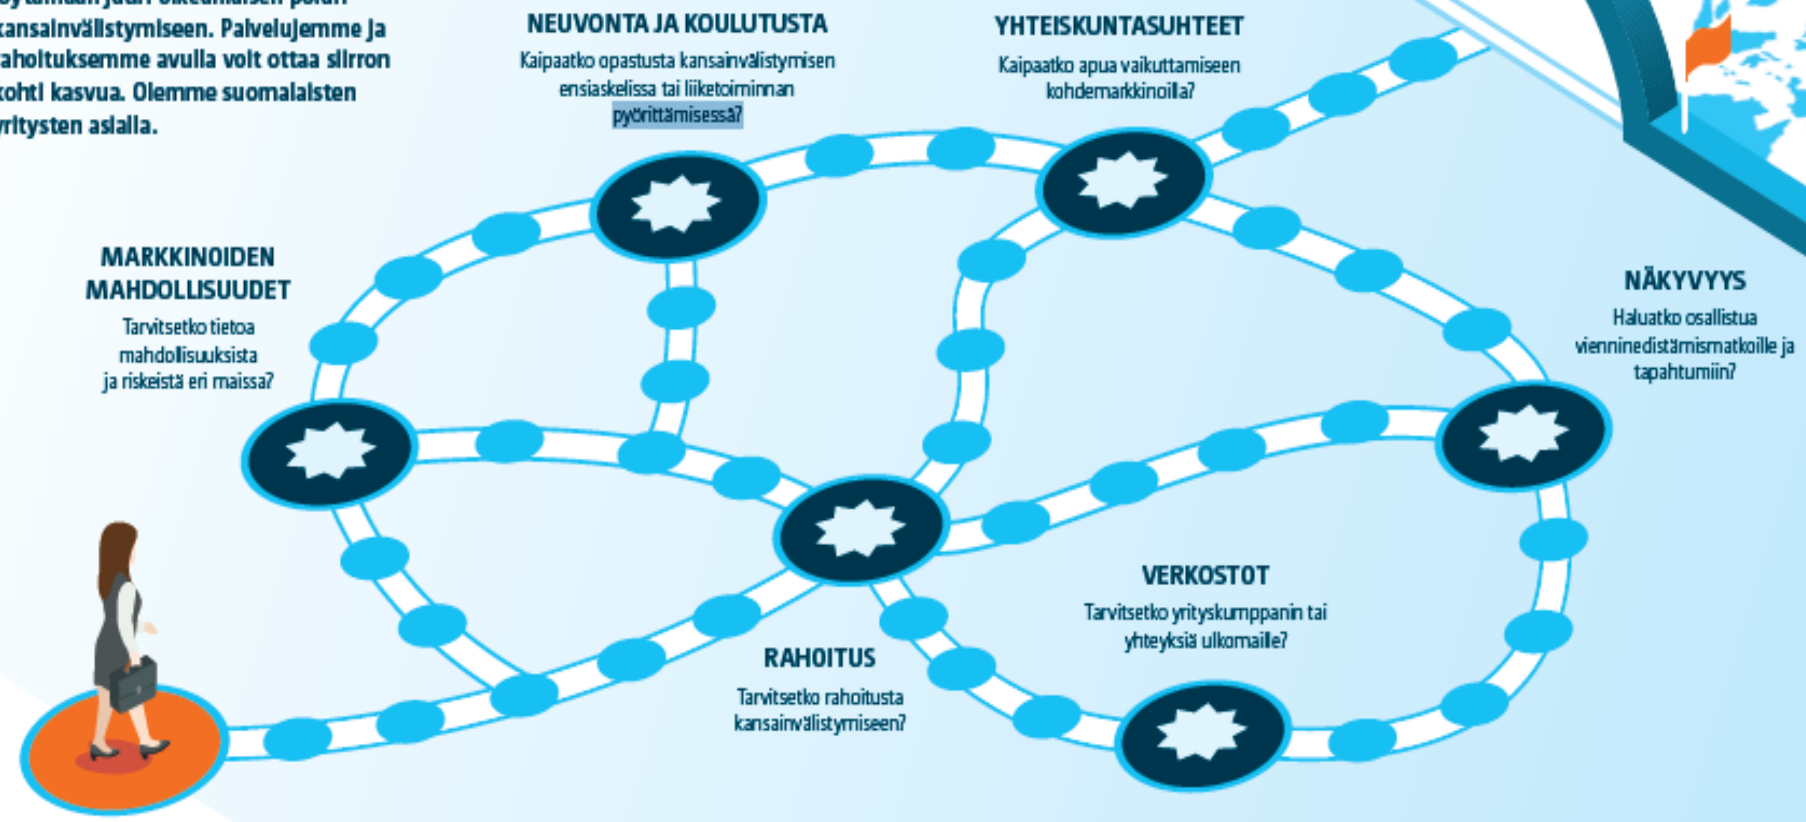 kansainvälistymiseen. Palvelujemme ja
rahoituksemme avulla voit ottaa siirron
kohti kasvua. Olemme suomalaisten
yritysten asialla.
NEUVONTA JA KOULUTUSTA
Kaipaatko opastusta kansainvälistymisen
ensiaskelissa tai liiketoiminnan
pyörittämisessä?
YHTEISKUNTASUHTEET
Kaipaatko apua vaikuttamiseen
kohdemarkkinoilla?
MARKKINOIDEN
MAHDOLLISUUDET
Tarvitsetko tietoa
mahdollisuuksista
ja riskeistä eri maissa?
NÄKYVYYS
Haluatko osallistua
vienninedistämismatkoille ja
tapahtumiin?
VERKOSTOT
Tarvitsetko yrityskumppanin tai
yhteyksiä ulkomaille?
RAHOITUS
Tarvitsetko rahoitusta
kansainvälistymiseen?